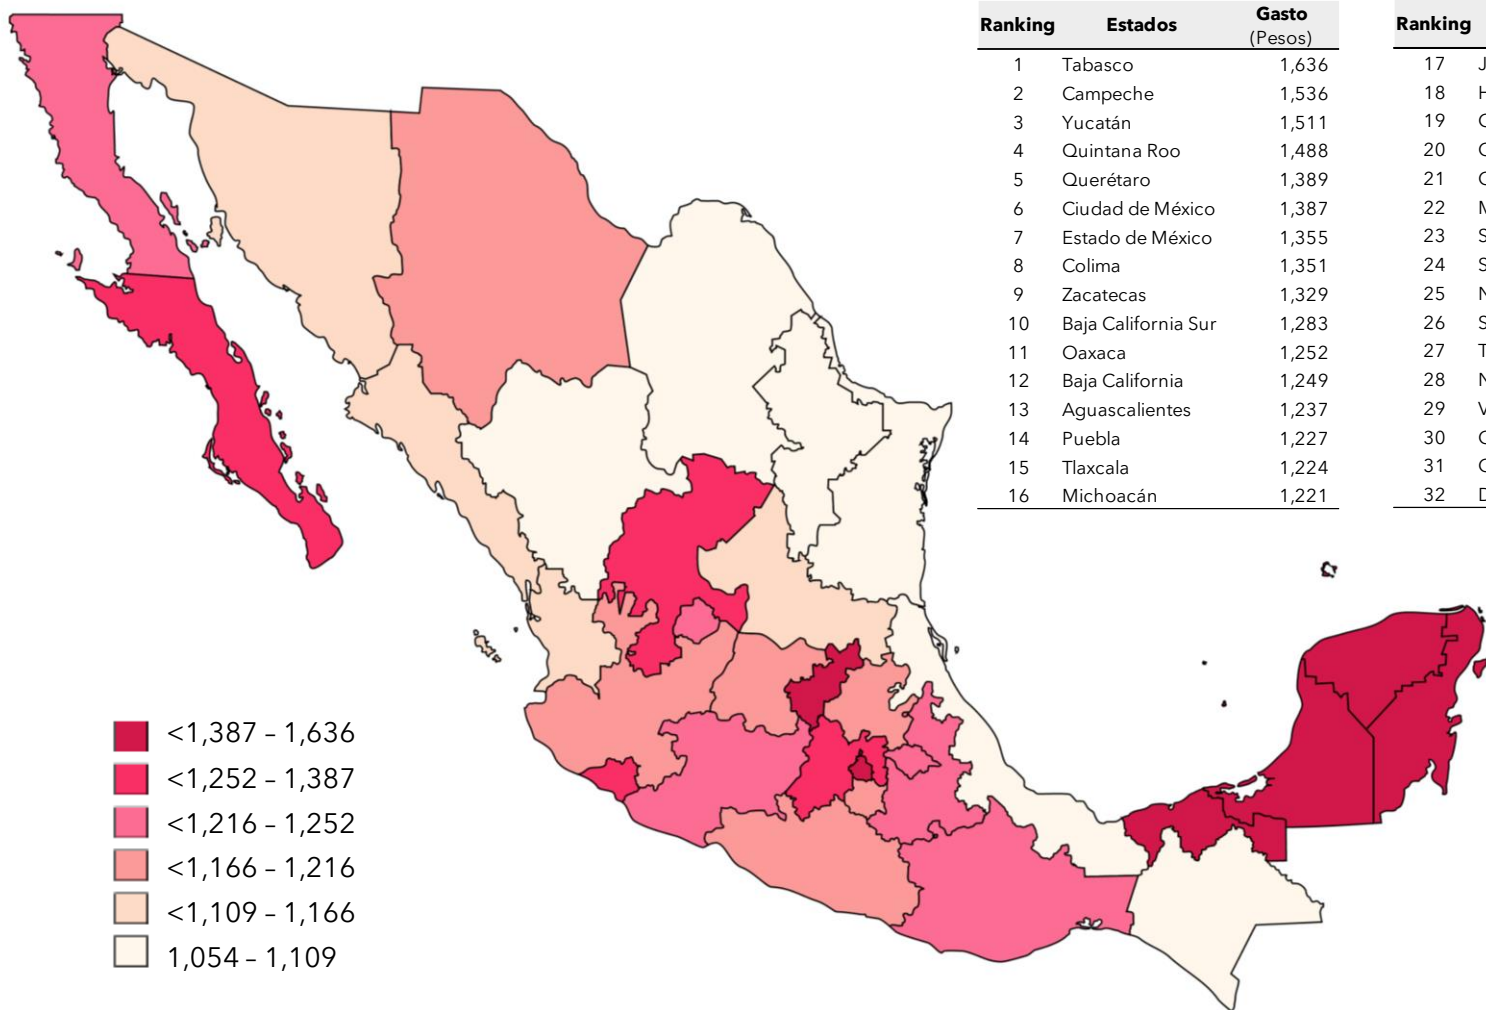 Ranking Estados Gasto (Pesos)
1 Tabasco 1,636
2 Campeche 1,536
3 Yucatán 1,511
4 Quintana Roo 1,488
5 Querétaro 1,389
6 Ciudad de México 1,387
7 Estado de México 1,355
8 Colima 1,351
9 Zacatecas 1,329
10 Baja California Sur 1,283
11 Oaxaca 1,252
12 Baja California 1,249
13 Aguascalientes 1,237
14 Puebla 1,227
15 Tlaxcala 1,224
16 Michoacán 1,221
Ranking
17
18
19
20
21
22
23
24
25
26
27
28
29
30
31
32
<1,387 – 1,636
<1,252 – 1,387
<1,216 – 1,252
<1,166 – 1,216
<1,109 – 1,166
1,054 – 1,109